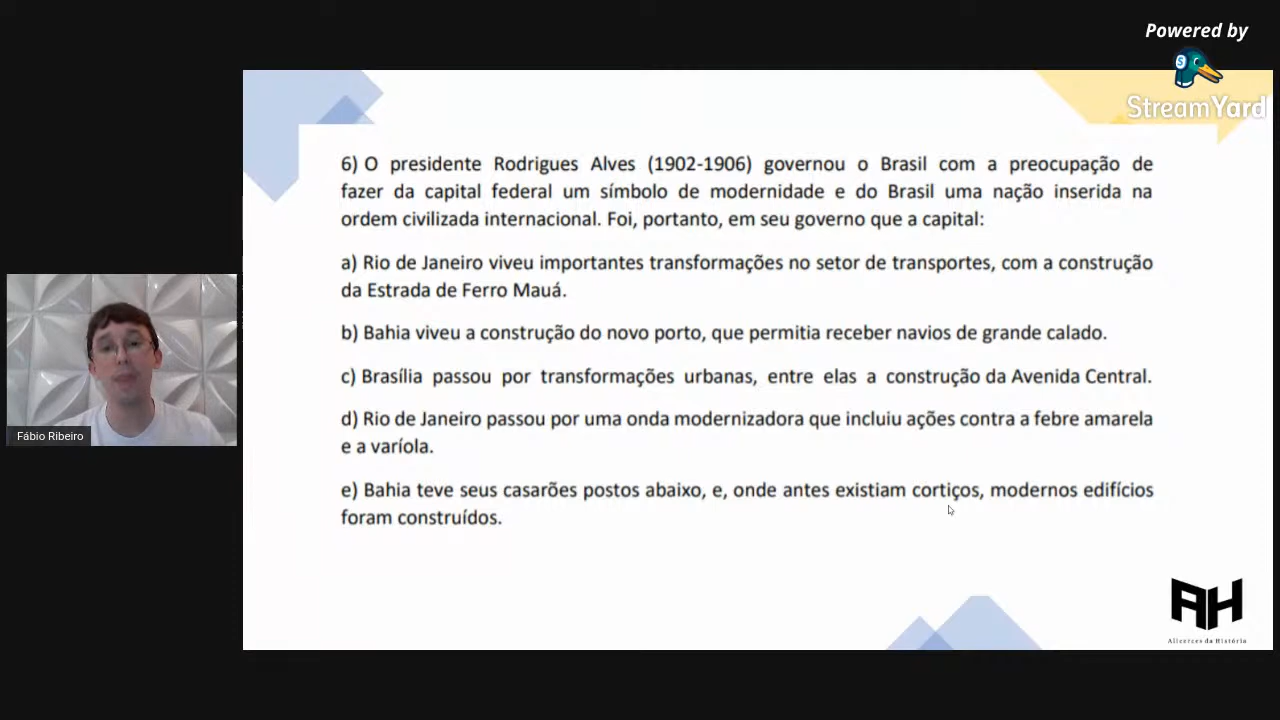 Powered by
StreamYard
6) O presidente Rodrigues Alves (1902-1906) governou o Brasil com a preocupação de
fazer da capital federal um símbolo de modernidade e do Brasil uma nação inserida na
ordem civilizada internacional. Foi, portanto, em seu governo que a capital:
a) Rio de Janeiro viveu importantes transformações no setor de transportes, com a construção
da Estrada de Ferro Mauá.
b) Bahia viveu a construção do novo porto, que permitia receber navios de grande calado.
c) Brasília passou por transformações urbanas, entre elas a construção da Avenida Central.
d) Rio de Janeiro passou por uma onda modernizadora que incluiu ações contra a febre amarela
e a varíola.
e) Bahia teve seus casarões postos abaixo, e, onde antes existiam cortiços, modernos edifícios
foram construídos.
Fábio Ribeiro
AH
Alicerces da História